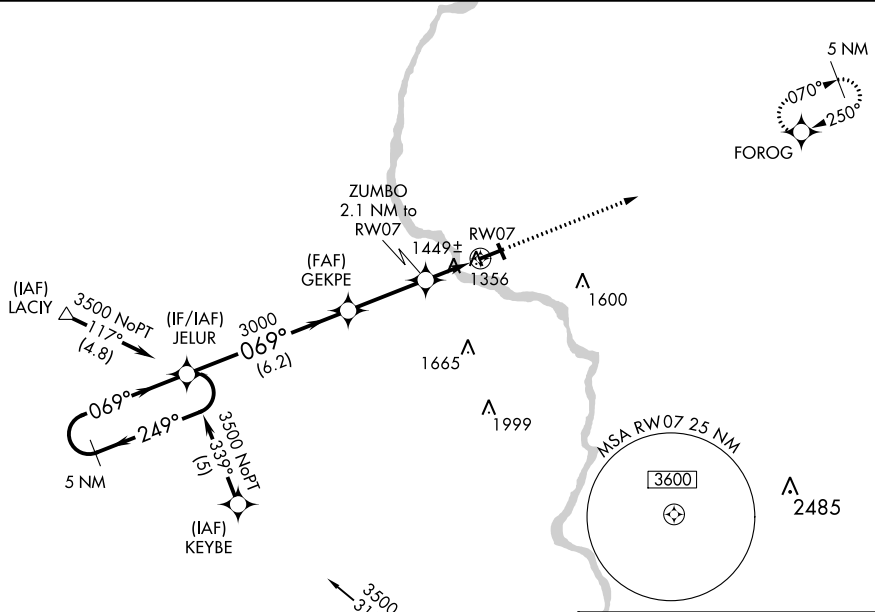 5 NM
070°
250°
FOROG
ZUMBO
2.1 NM to
RW07
1449±
RW07
1356
(FAF)
GEKPE
1600
(IAF)
LACIY
3500 NoPT
117°
(4.8)
(IF/IAF)
JELUR
3000
069°
(6.2)
1665
069°
249°
1999
5 NM
3500 NoPT
339°
(5)
(IAF)
KEYBE
MSA RW07 25 NM
3600
2485
3500